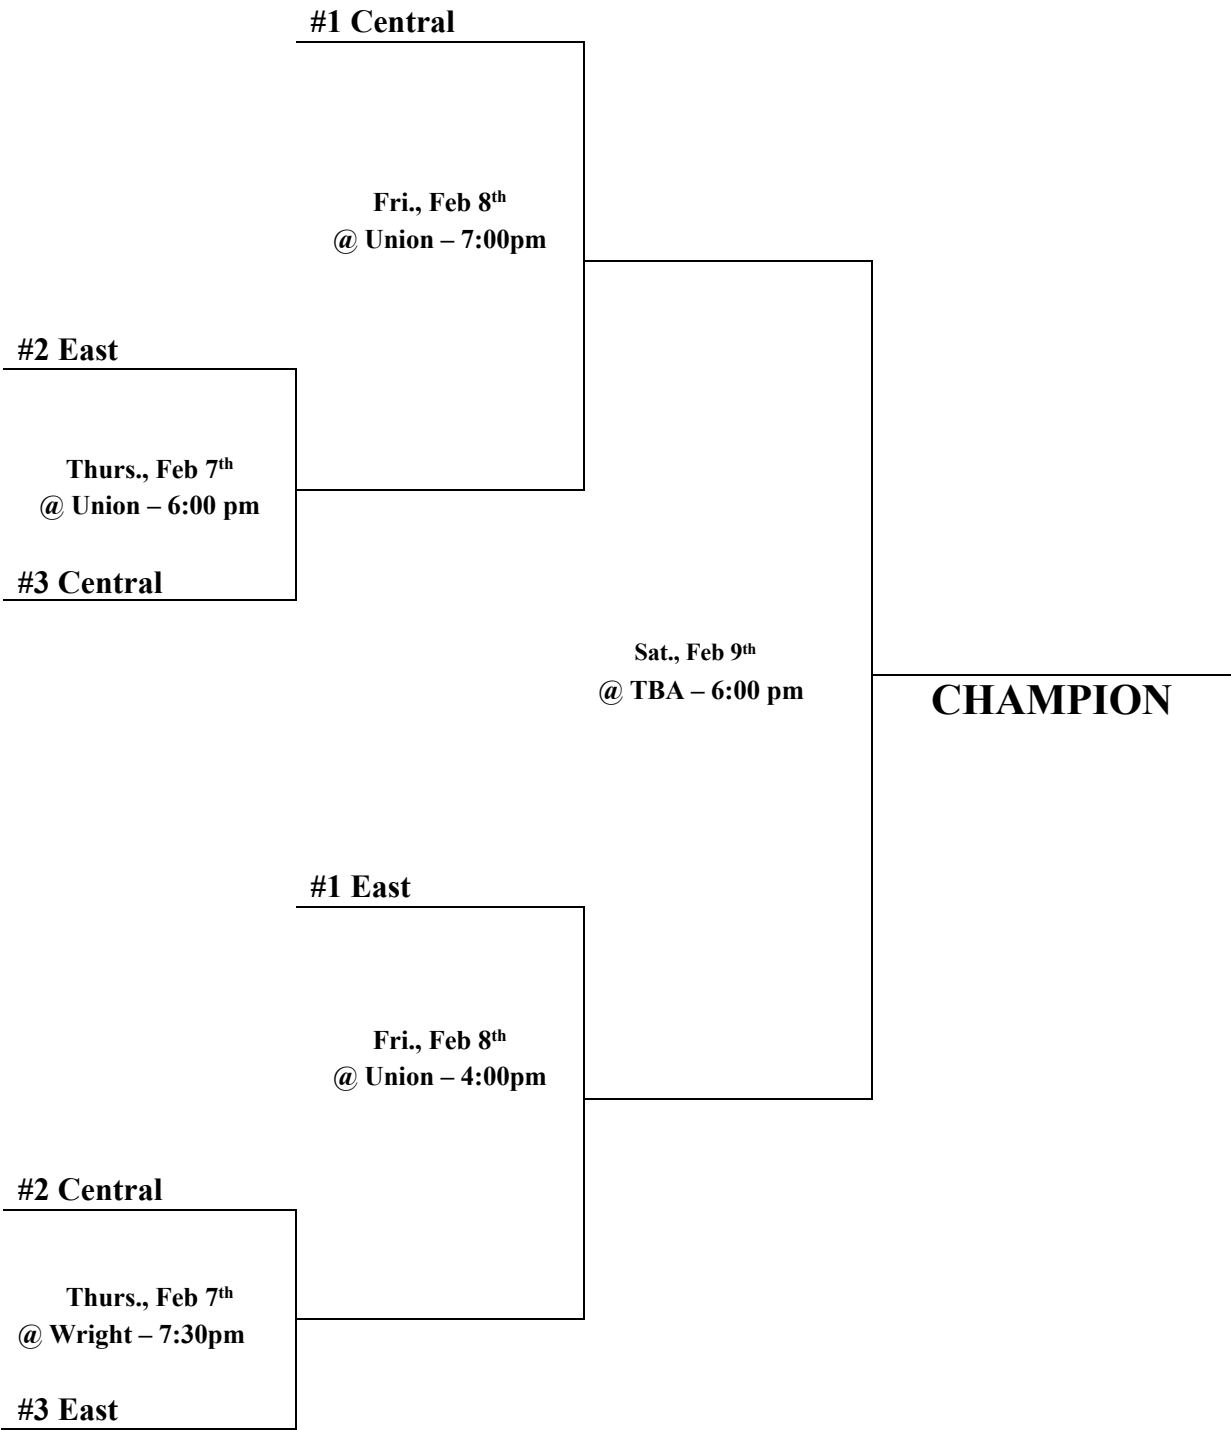 #1 Central
Fri., Feb 8th
@ Union – 7:00pm
#2 East
Thurs., Feb 7th
@ Union – 6:00 pm
#3 Central
Sat., Feb 9th
@ TBA – 6:00 pm
CHAMPION
#1 East
Fri., Feb 8th
@ Union – 4:00pm
#2 Central
Thurs., Feb 7th
@ Wright – 7:30pm
#3 East